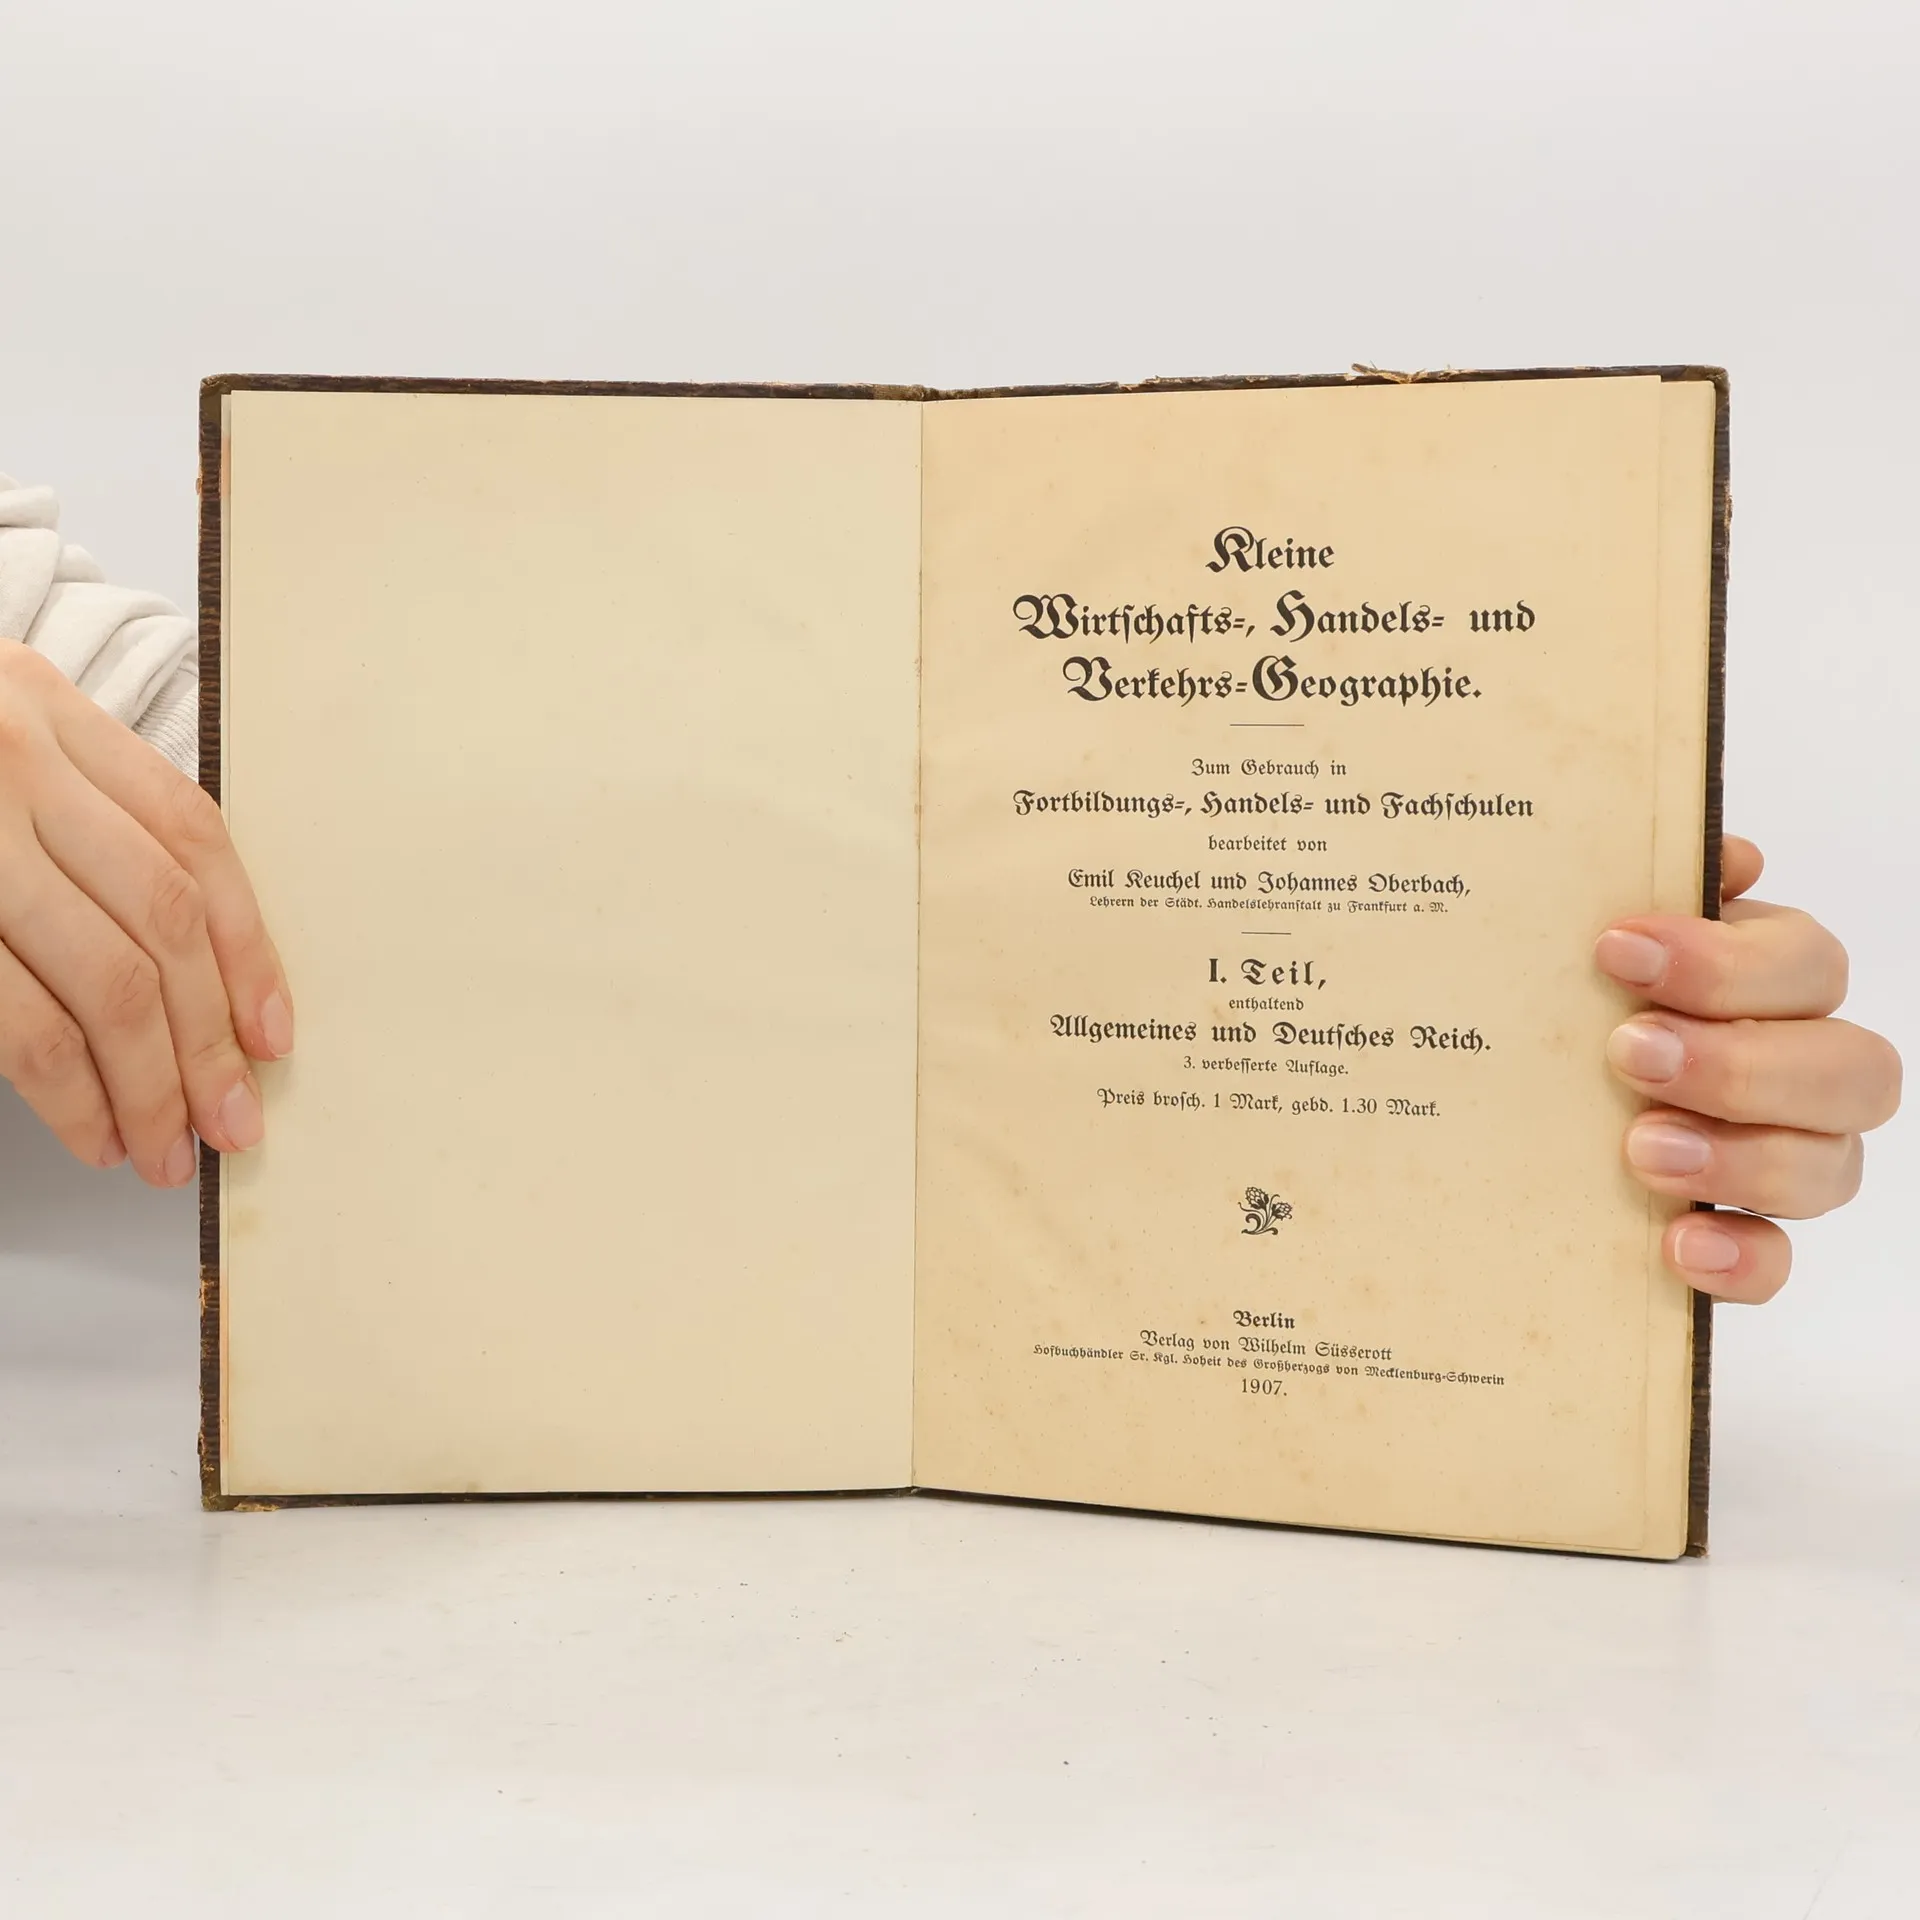 Kleine
Wirtſchafts-, Handels- und
Verkehrs-Geographie.
Zum Gebrauch in
Fortbildungs-, Handels- und Fachſchulen
bearbeitet von
Emil Keuchel und Johannes Oberbach,
Lehrern der Städt. Handelslehranſtalt zu Frankfurt a. M.
I. Teil,
enthaltend
Allgemeines und Deutſches Reich.
3. verbeſſerte Auflage.
Preis broſch. 1 Mark, gebd. 1.30 Mark.
Berlin
Verlag von Wilhelm Süsserott
Hofbuchhändler Sr. Kgl. Hoheit des Großherzogs von Mecklenburg-Schwerin
1907.